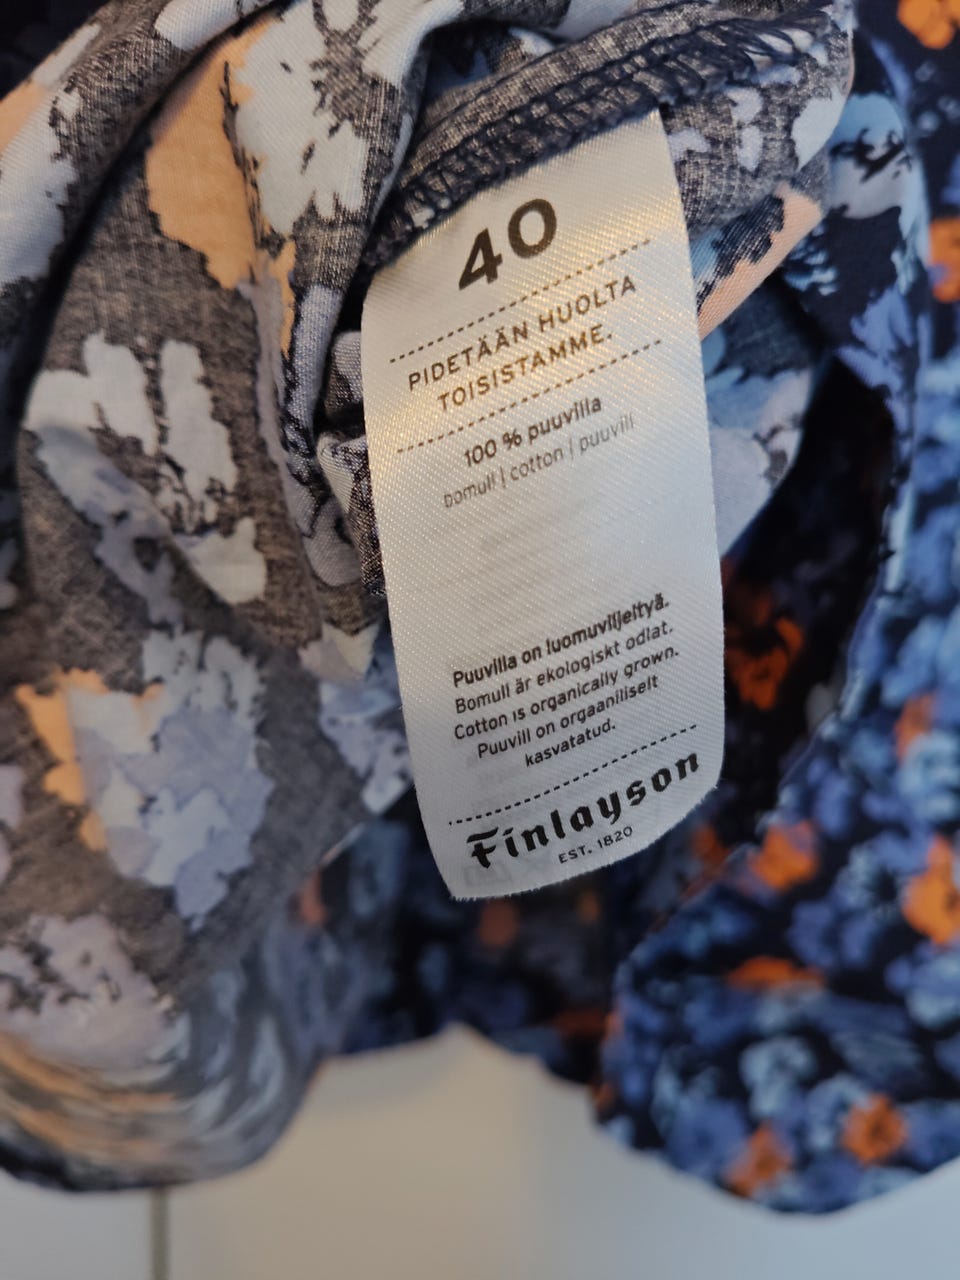 40
PIDETÄÄN HUOLTA
TOISISTAMME.
100 % puuvilla
bomull | cotton | puuvill
Puuvilla on luomuviljeltyä.
Bomull är ekologiskt odlat.
Cotton is organically grown.
Puuvill on orgaaniliselt
kasvatatud.
Finlayson
EST. 1820